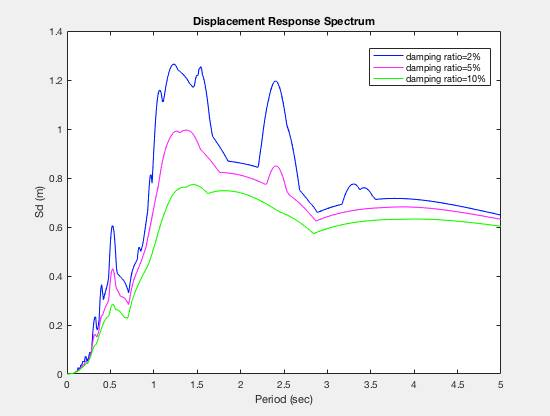 Displacement Response Spectrum
damping ratio=2%
damping ratio=5%
damping ratio=10%
1.4
1.2
1
0.8
0.6
0.4
0.2
0
Sd (m)
0 0.5 1 1.5 2 2.5 3 3.5 4 4.5 5
Period (sec)